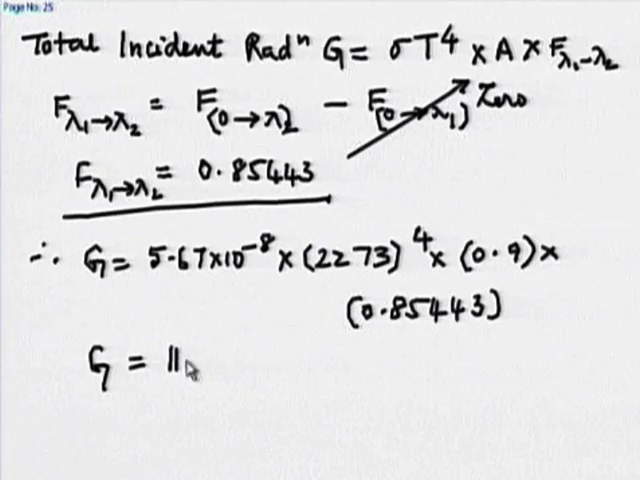 Page No: 25
Total Incident Radⁿ G = σT⁴ × A × Fλ₁-λ₂
Fλ₁→λ₂ = F(0→λ)₂ - F(0→λ₁) Zero
Fλ₁→λ₂ = 0.85443
∴ G = 5.67×10⁻⁸ × (2273)⁴ × (0.9) ×
(0.85443)
G = 11